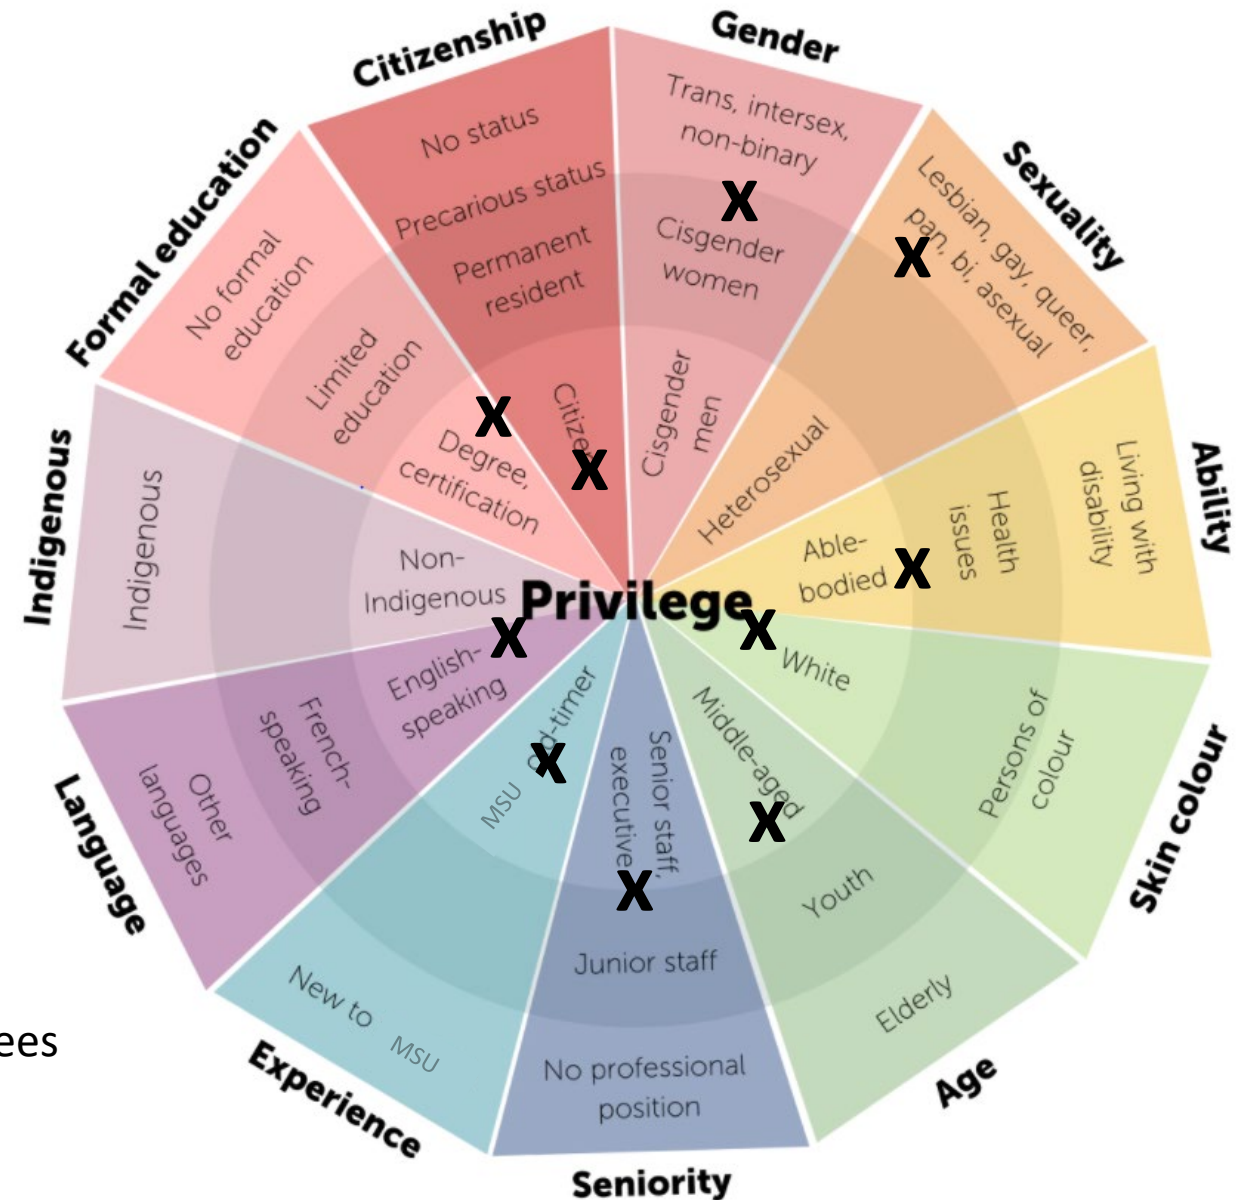 Citizenship
No status
Precarious status
Permanent
resident
Citizen
Gender
Trans, intersex,
non-binary
Cisgender
women
Cisgender
men
Sexuality
Lesbian, gay, queer,
pan, bi, asexual
Heterosexual
Ability
Living with
disability
Health
issues
Able-
bodied
Skin colour
Persons of
colour
White
Age
Elderly
Youth
Middle-aged
Seniority
Senior staff,
executive
Junior staff
No professional
position
Experience
MSU old-timer
New to
MSU
Language
Other
languages
French-
speaking
English-
speaking
Indigenous
Indigenous
Non-
Indigenous
Formal education
No formal
education
Limited
education
Degree,
certification
Privilege
X
X
X
X
X
X
X
X
X
X
ees